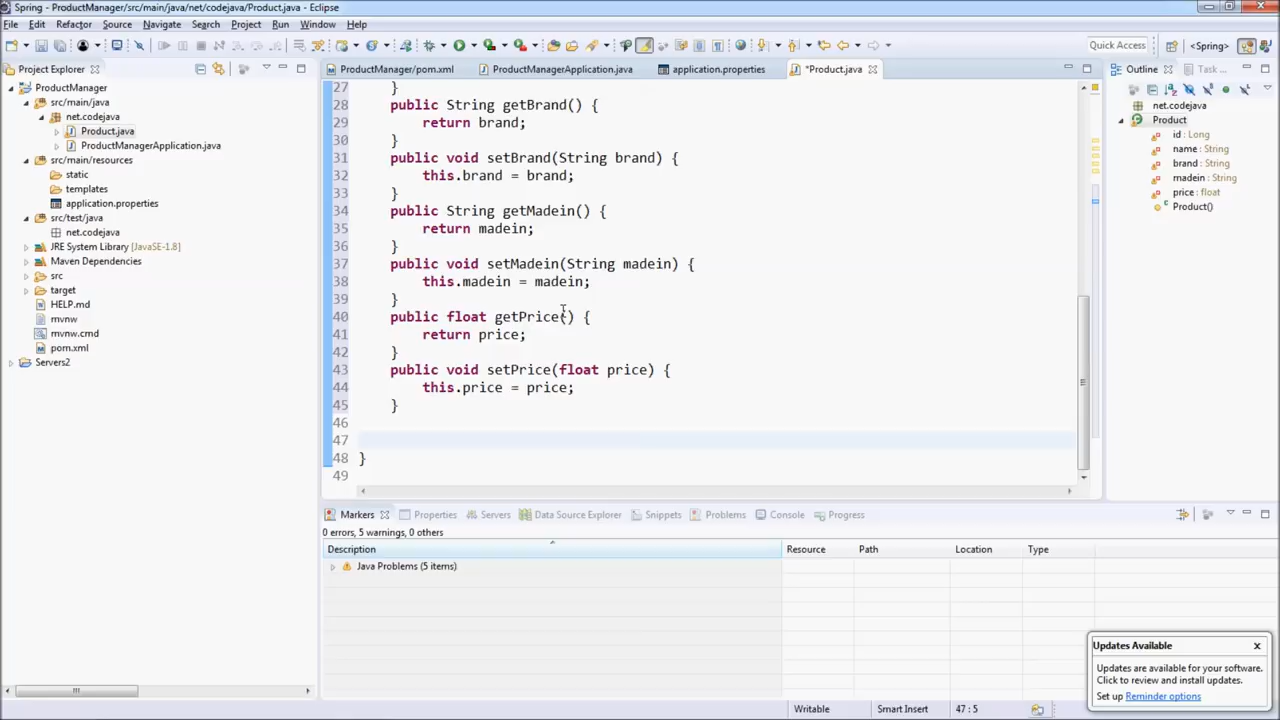 Spring - ProductManager/src/main/java/net/codejava/Product.java - Eclipse
File Edit Refactor Source Navigate Search Project Run Window Help
Quick Access
<Spring>
Project Explorer
ProductManager/pom.xml
ProductManagerApplication.java
application.properties
*Product.java
Outline
Task ...
ProductManager
src/main/java
net.codejava
Product.java
ProductManagerApplication.java
src/main/resources
static
templates
application.properties
src/test/java
net.codejava
JRE System Library [JavaSE-1.8]
Maven Dependencies
src
target
HELP.md
mvnw
mvnw.cmd
pom.xml
Servers2
27 }
28 public String getBrand() {
29 return brand;
30 }
31 public void setBrand(String brand) {
32 this.brand = brand;
33 }
34 public String getMadein() {
35 return madein;
36 }
37 public void setMadein(String madein) {
38 this.madein = madein;
39 }
40 public float getPrice() {
41 return price;
42 }
43 public void setPrice(float price) {
44 this.price = price;
45 }
46
47
48 }
49
net.codejava
Product
id : Long
name : String
brand : String
madein : String
price : float
Product()
Markers Properties Servers Data Source Explorer Snippets Problems Console Progress
0 errors, 5 warnings, 0 others
Description Resource Path Location Type
Java Problems (5 items)
Updates Available
Updates are available for your software.
Click to review and install updates.
Set up Reminder options
Writable Smart Insert 47 : 5